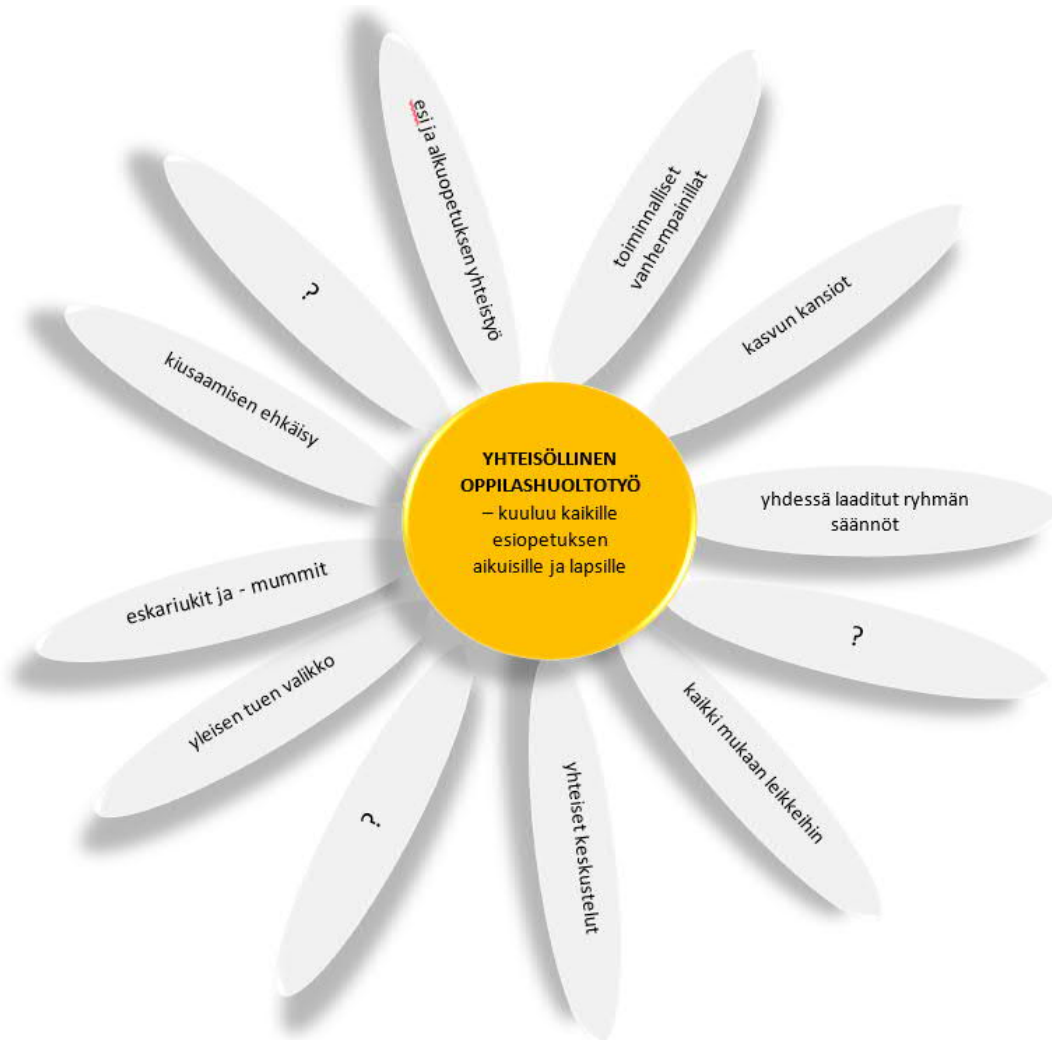 YHTEISÖLLINEN
OPPILASHUOLTOTYÖ
– kuuluu kaikille
esiopetuksen
aikuisille ja lapsille
esi ja alkuopetuksen yhteistyö
toiminnalliset
vanhempainillat
kasvun kansiot
yhdessä laaditut ryhmän
säännöt
?
kaikki mukaan leikkeihin
yhteiset keskustelut
?
yleisen tuen valikko
eskariukit ja - mummit
kiusaamisen ehkäisy
?